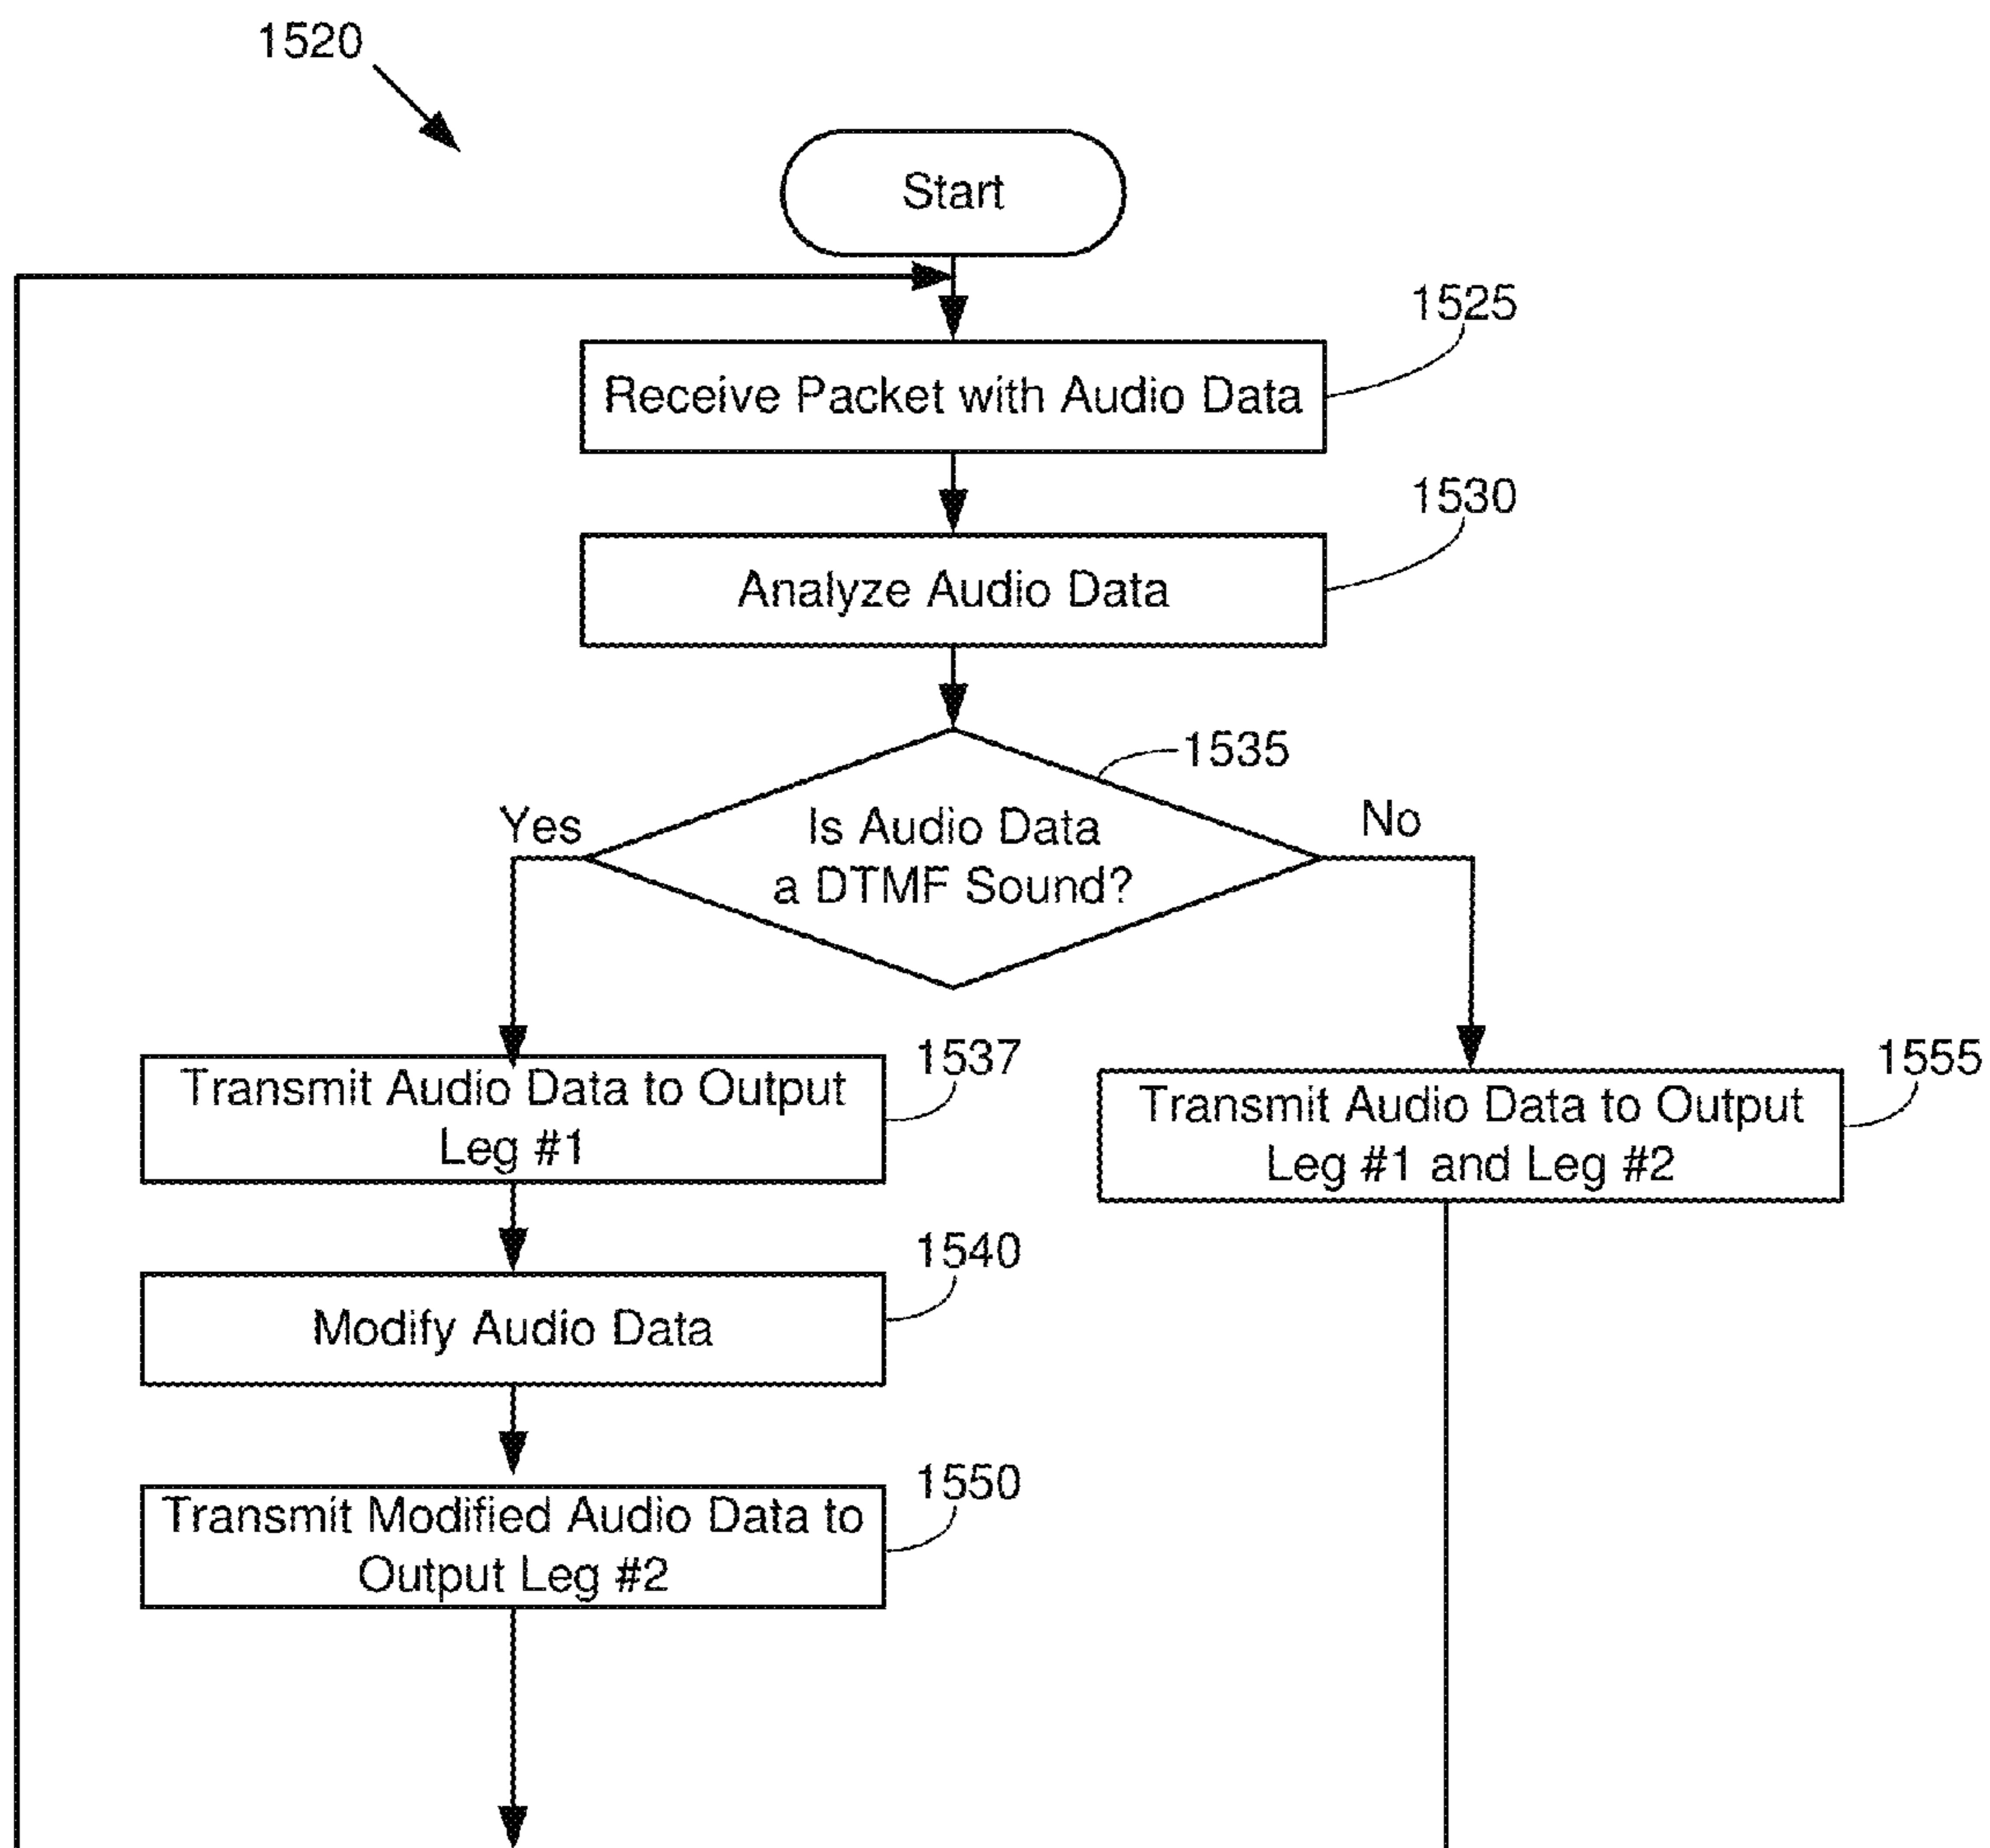 1520
Start
1525
Receive Packet with Audio Data
1530
Analyze Audio Data
1535
Yes
Is Audio Data
a DTMF Sound?
No
1537
Transmit Audio Data to Output
Leg #1
1555
Transmit Audio Data to Output
Leg #1 and Leg #2
1540
Modify Audio Data
1550
Transmit Modified Audio Data to
Output Leg #2